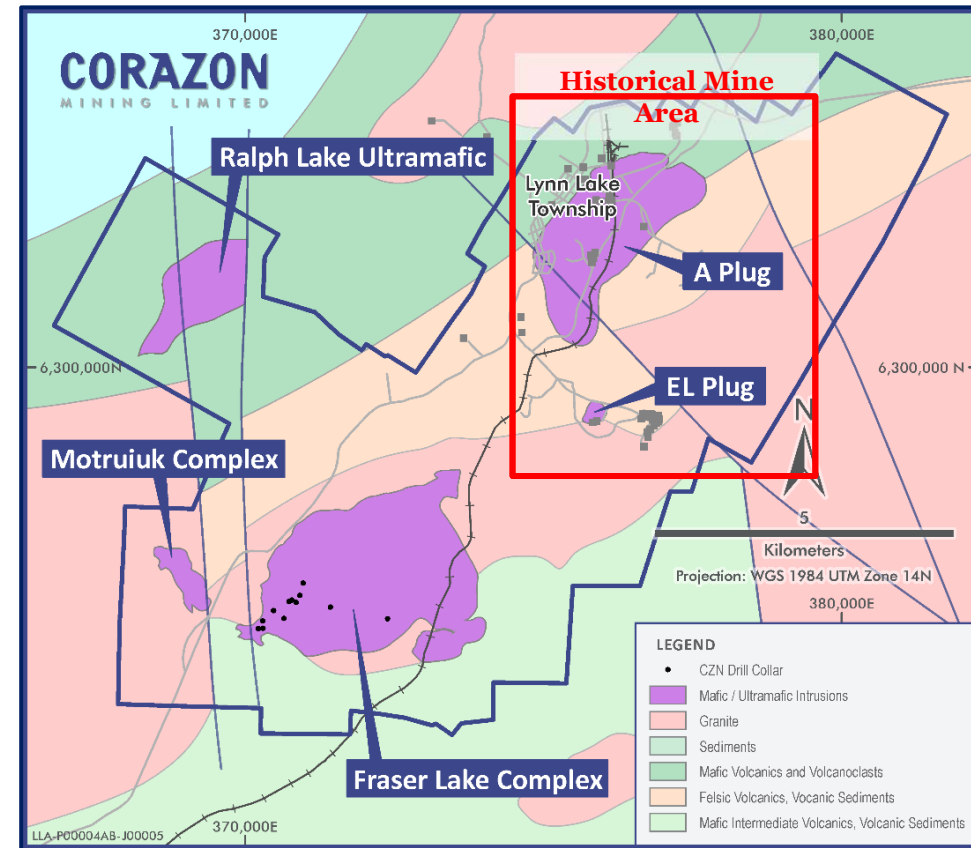 370,000E
380,000E
CORAZON
MINING LIMITED
Historical Mine
Area
Ralph Lake Ultramafic
Lynn Lake
Township
A Plug
6,300,000N
6,300,000 N
EL Plug
N
Motruiuk Complex
5
Kilometers
Projection: WGS 1984 UTM Zone 14N
380,000E
LEGEND
CZN Drill Collar
Mafic / Ultramafic Intrusions
Granite
Sediments
Mafic Volcanics and Volcanoclasts
Felsic Volcanics, Vocanic Sediments
Mafic Intermediate Volcanics, Volcanic Sediments
Fraser Lake Complex
LLA-P00004AB-J00005
370,000E